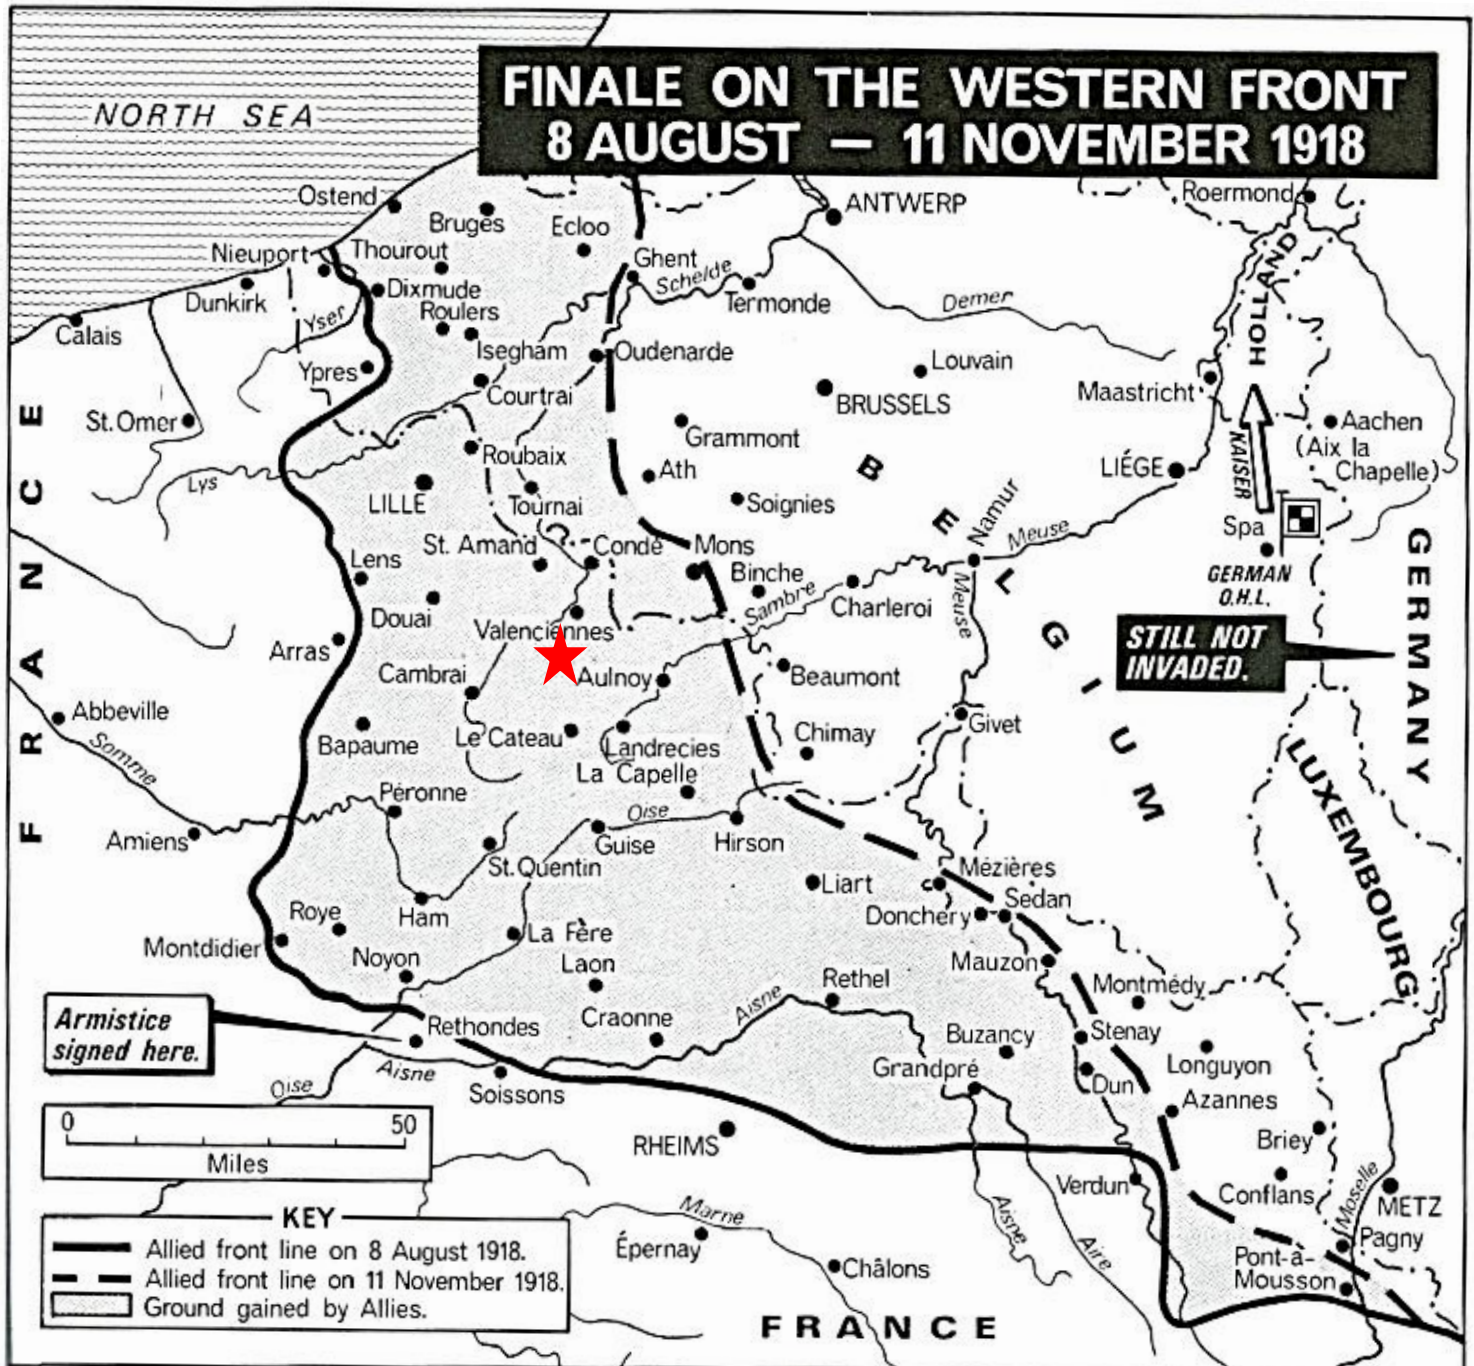 FINALE ON THE WESTERN FRONT
8 AUGUST — 11 NOVEMBER 1918
NORTH SEA
Ostend
Bruges
Ecloo
ANTWERP
Roermond
Nieuport
Thourout
Ghent
Schelde
HOLLAND
Dunkirk
Dixmude
Termonde
Demer
Calais
Yser
Roulers
Isegham
Oudenarde
Louvain
Ypres
Courtrai
BRUSSELS
Maastricht
St. Omer
Grammont
Aachen
(Aix la
Chapelle)
Lys
Roubaix
Ath
LIÉGE
KAISER
LILLE
Tournai
Soignies
BELGIUM
Namur
Meuse
Spa
GERMAN
O.H.L.
St. Amand
Condé
Mons
Lens
Binche
Sambre
Charleroi
Meuse
GERMANY
Douai
Valenciennes
STILL NOT
INVADED.
Arras
Cambrai
Aulnoy
Beaumont
FRANCE
Abbeville
Somme
Bapaume
Le Cateau
Landrecies
Chimay
Givet
La Capelle
LUXEMBOURG
Péronne
Oise
Amiens
Guise
Hirson
St. Quentin
Mézières
Liart
Sedan
Donchery
Roye
Ham
Montdidier
La Fère
Noyon
Laon
Mauzon
Rethel
Montmédy
Armistice
signed here.
Rethondes
Craonne
Aisne
Buzancy
Stenay
Longuyon
Oise
Aisne
Soissons
Grandpré
Dun
Azannes
0 50
Miles
RHEIMS
Briey
Verdun
Conflans
Moselle
METZ
Marne
Épernay
Aisne
Aire
Pagny
Châlons
Pont-à-
Mousson
FRANCE
KEY
Allied front line on 8 August 1918.
Allied front line on 11 November 1918.
Ground gained by Allies.